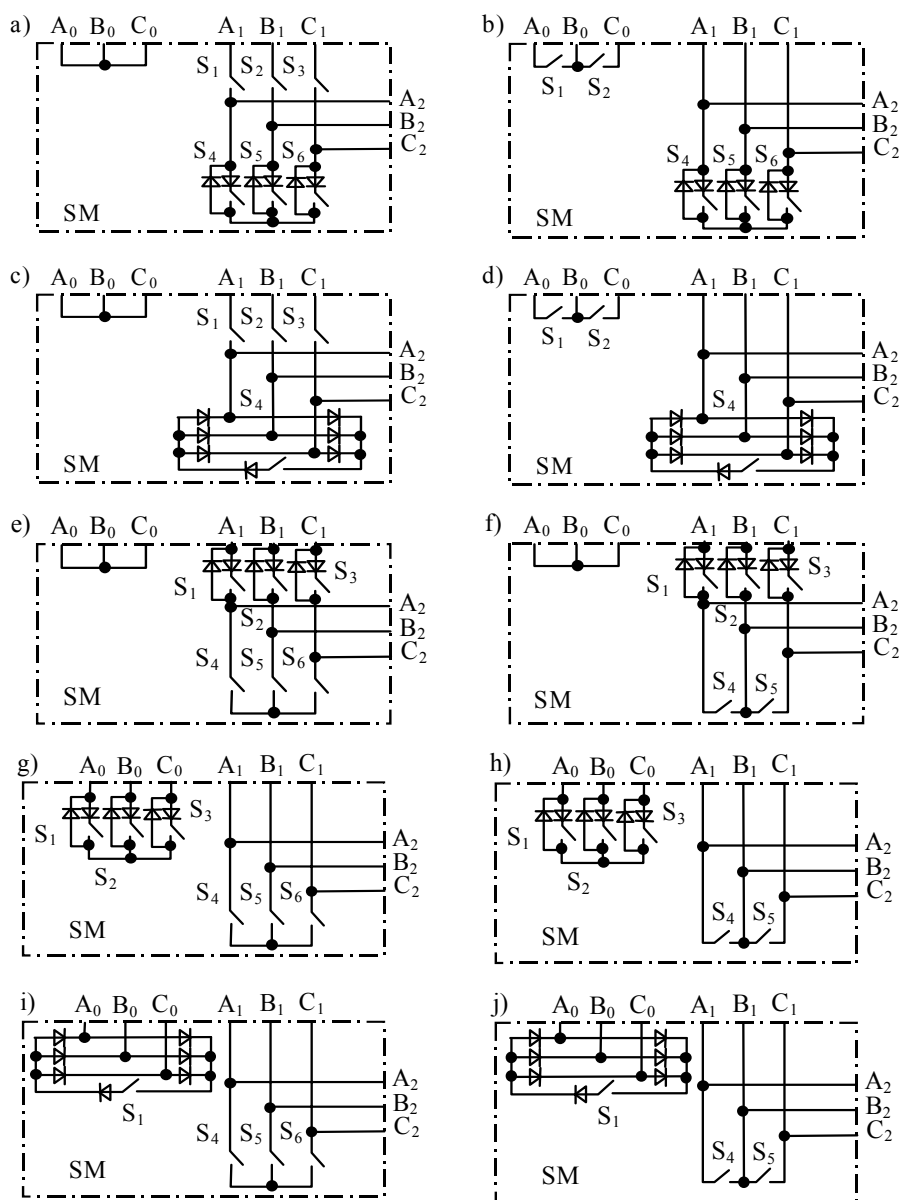 a) A₀ B₀ C₀ A₁ B₁ C₁
S₁ S₂ S₃
A₂
B₂
C₂
S₄ S₅ S₆
SM
b) A₀ B₀ C₀ A₁ B₁ C₁
S₁ S₂
A₂
B₂
C₂
S₄ S₅ S₆
SM
c) A₀ B₀ C₀ A₁ B₁ C₁
S₁ S₂ S₃
A₂
B₂
C₂
S₄
SM
d) A₀ B₀ C₀ A₁ B₁ C₁
S₁ S₂
A₂
B₂
C₂
S₄
SM
e) A₀ B₀ C₀ A₁ B₁ C₁
S₁ S₃
A₂
S₂
B₂
C₂
S₄ S₅ S₆
SM
f) A₀ B₀ C₀ A₁ B₁ C₁
S₁ S₃
A₂
S₂
B₂
C₂
S₄ S₅
SM
g) A₀ B₀ C₀ A₁ B₁ C₁
S₁ S₃
A₂
S₂
B₂
C₂
S₄ S₅ S₆
SM
h) A₀ B₀ C₀ A₁ B₁ C₁
S₁ S₃
A₂
S₂
B₂
C₂
S₄ S₅
SM
i) A₀ B₀ C₀ A₁ B₁ C₁
A₂
S₁
B₂
C₂
S₄ S₅ S₆
SM
j) A₀ B₀ C₀ A₁ B₁ C₁
A₂
S₁
B₂
C₂
S₄ S₅
SM